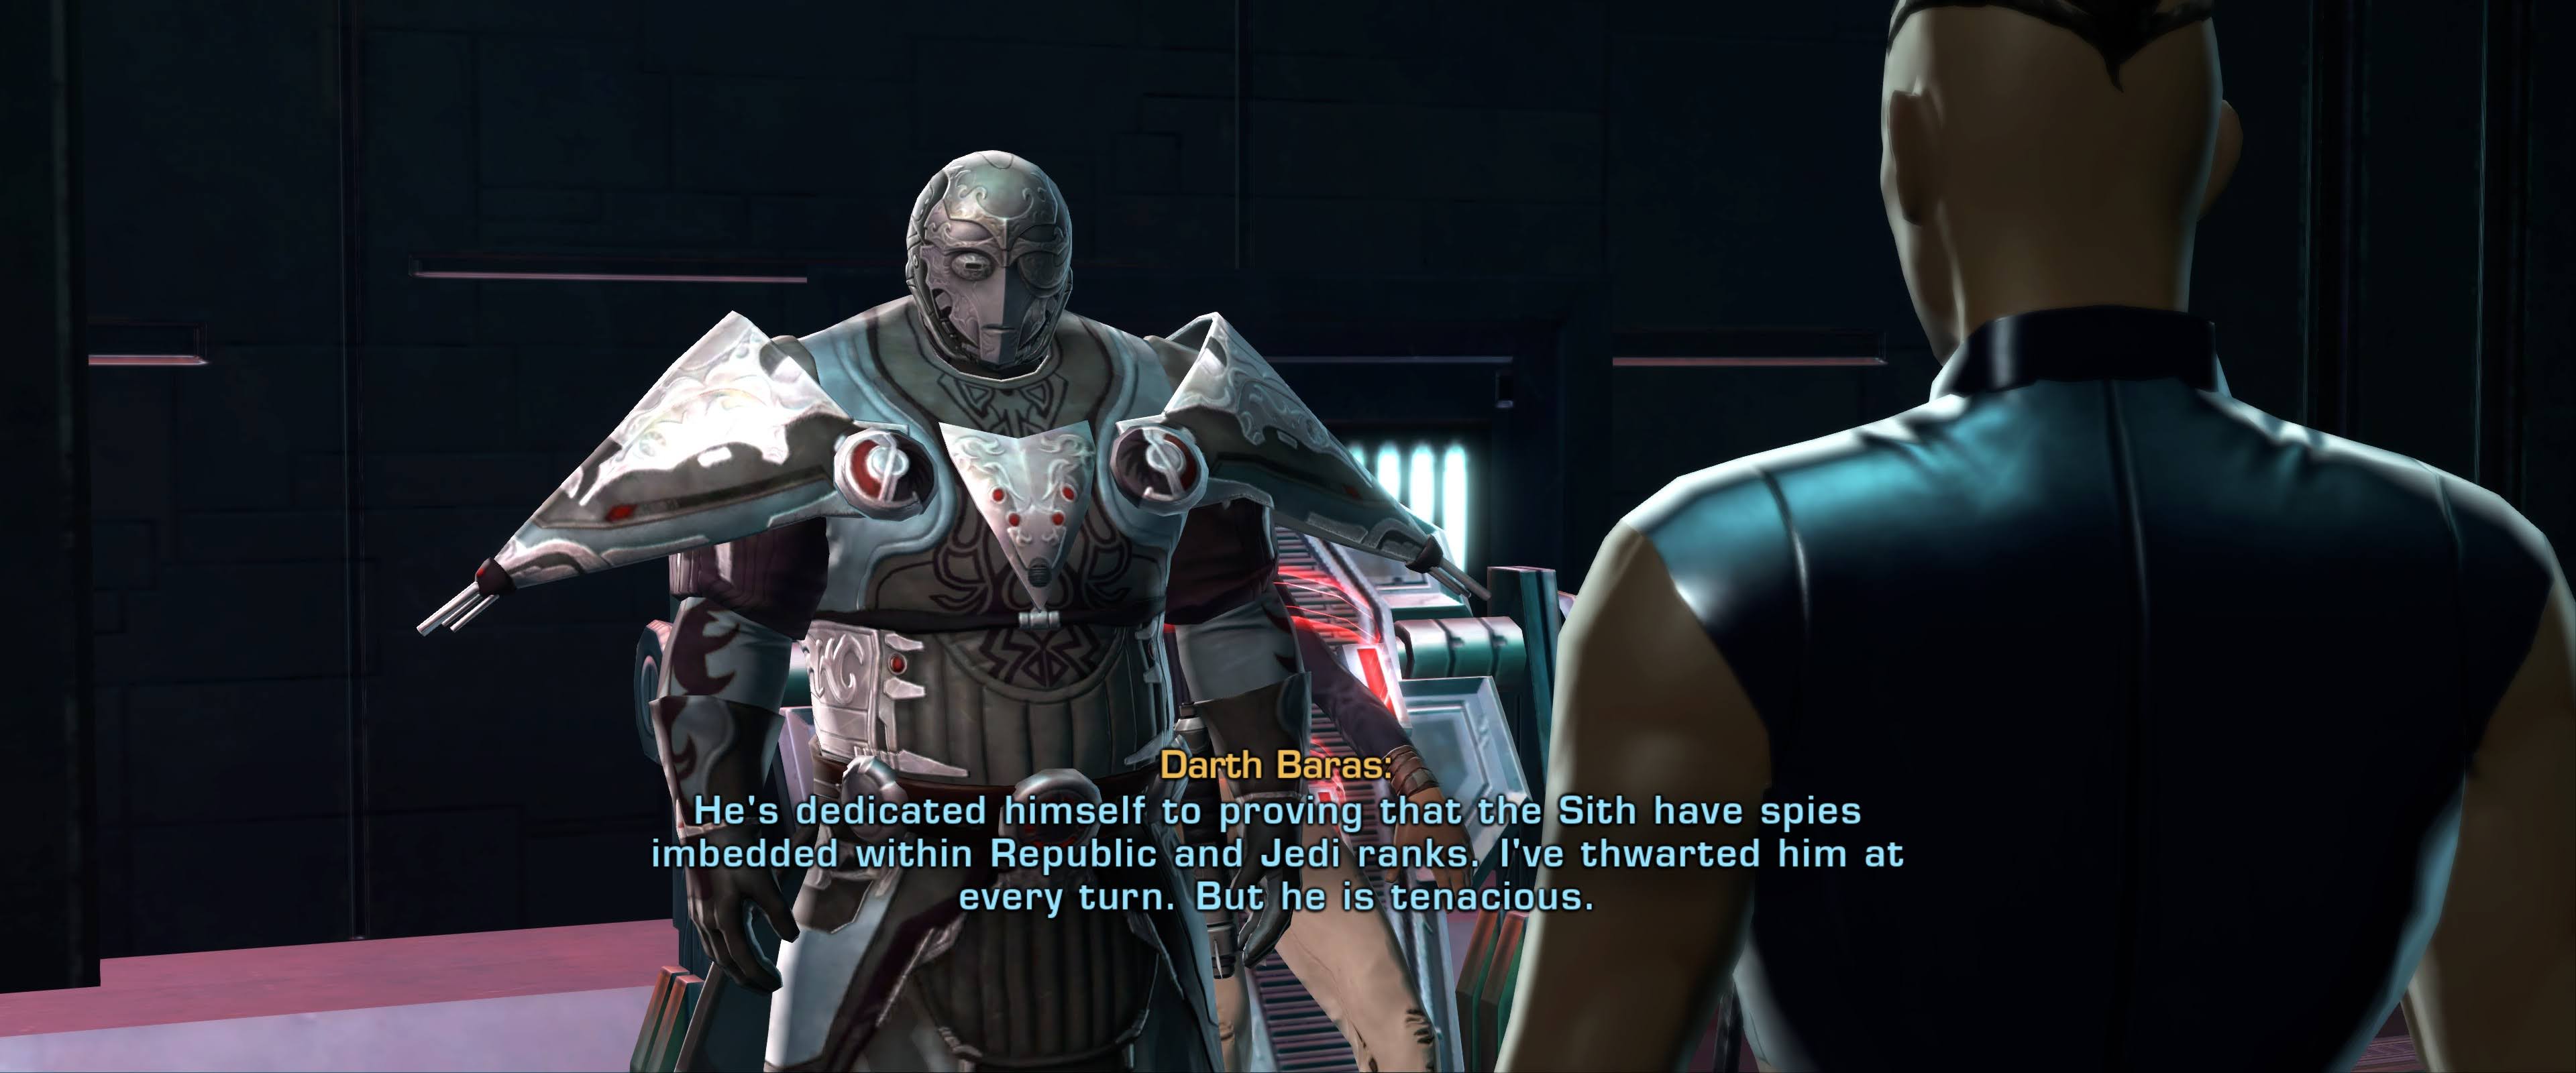 Darth Baras:
He's dedicated himself to proving that the Sith have spies
imbedded within Republic and Jedi ranks. I've thwarted him at
every turn. But he is tenacious.